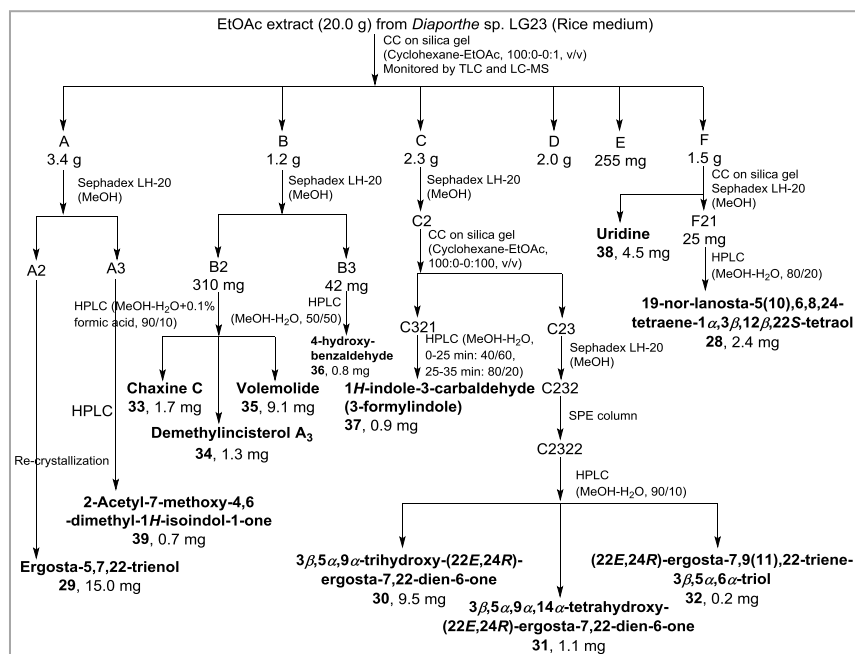 EtOAc extract (20.0 g) from Diaporthe sp. LG23 (Rice medium)
CC on silica gel
(Cyclohexane-EtOAc, 100:0-0:1, v/v)
Monitored by TLC and LC-MS
A
3.4 g
B
1.2 g
C
2.3 g
D
2.0 g
E
255 mg
F
1.5 g
Sephadex LH-20
(MeOH)
Sephadex LH-20
(MeOH)
Sephadex LH-20
(MeOH)
CC on silica gel
Sephadex LH-20
(MeOH)
A2
A3
B2
310 mg
B3
42 mg
C2
CC on silica gel
(Cyclohexane-EtOAc,
100:0-0:100, v/v)
Uridine
38, 4.5 mg
F21
25 mg
HPLC
(MeOH-H2O, 80/20)
HPLC (MeOH-H2O+0.1%
formic acid, 90/10)
HPLC
(MeOH-H2O, 50/50)
4-hydroxy-
benzaldehyde
36, 0.8 mg
C321
HPLC (MeOH-H2O,
0-25 min: 40/60,
25-35 min: 80/20)
C23
Sephadex LH-20
(MeOH)
19-nor-lanosta-5(10),6,8,24-
tetraene-1α,3β,12β,22S-tetraol
28, 2.4 mg
Chaxine C
33, 1.7 mg
Volemolide
35, 9.1 mg
Demethylincisterol A3
34, 1.3 mg
1H-indole-3-carbaldehyde
(3-formylindole)
37, 0.9 mg
C232
SPE column
C2322
HPLC
(MeOH-H2O, 90/10)
HPLC
Re-crystallization
2-Acetyl-7-methoxy-4,6
-dimethyl-1H-isoindol-1-one
39, 0.7 mg
Ergosta-5,7,22-trienol
29, 15.0 mg
3β,5α,9α-trihydroxy-(22E,24R)-
ergosta-7,22-dien-6-one
30, 9.5 mg
3β,5α,9α,14α-tetrahydroxy-
(22E,24R)-ergosta-7,22-dien-6-one
31, 1.1 mg
(22E,24R)-ergosta-7,9(11),22-triene-
3β,5α,6α-triol
32, 0.2 mg